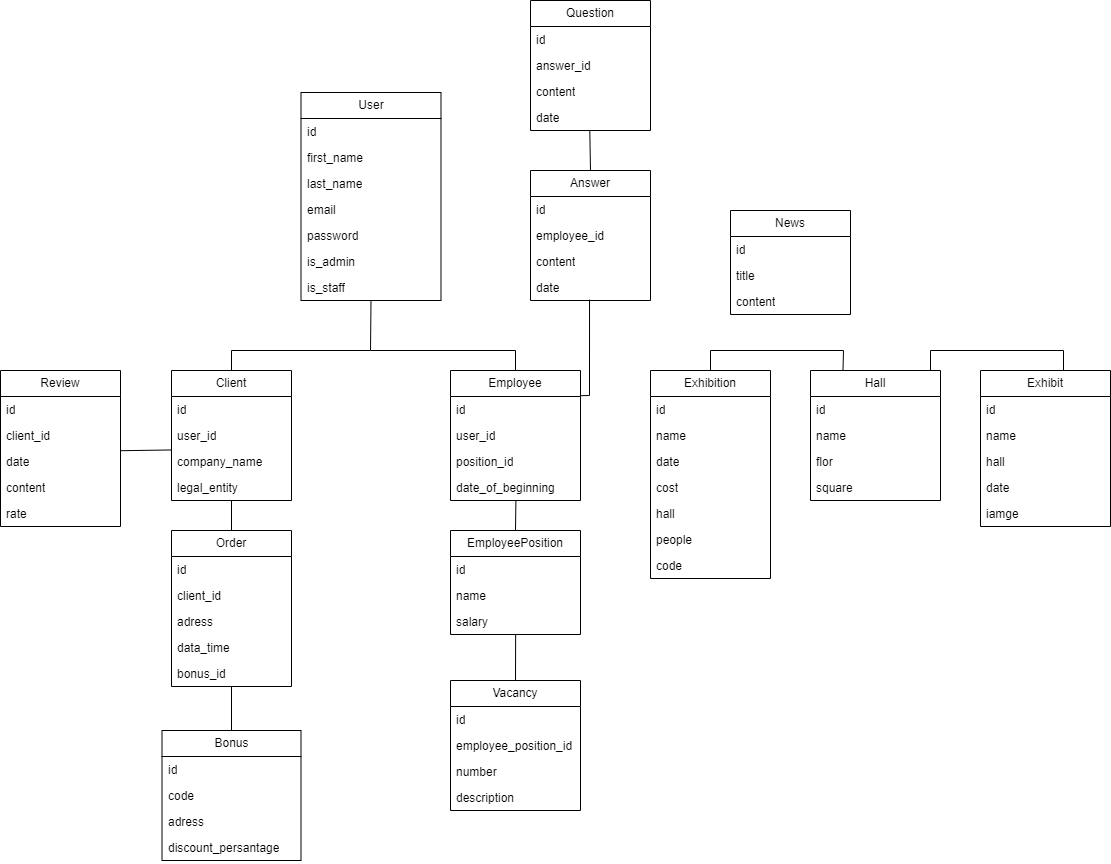 Question
id
answer_id
content
date
User
id
first_name
last_name
email
password
is_admin
is_staff
Answer
id
employee_id
content
date
News
id
title
content
Review
id
client_id
date
content
rate
Client
id
user_id
company_name
legal_entity
Employee
id
user_id
position_id
date_of_beginning
Exhibition
id
name
date
cost
hall
people
code
Hall
id
name
flor
square
Exhibit
id
name
hall
date
iamge
Order
id
client_id
adress
data_time
bonus_id
EmployeePosition
id
name
salary
Vacancy
id
employee_position_id
number
description
Bonus
id
code
adress
discount_persantage